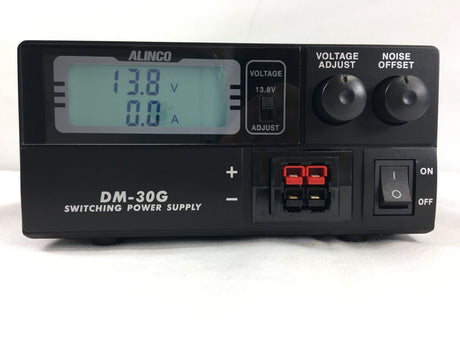 ALINCO
13.8 V
0.0 A
VOLTAGE
13.8V
ADJUST
VOLTAGE
ADJUST
NOISE
OFFSET
+
−
DM-30G
SWITCHING POWER SUPPLY
ON
OFF
I
O